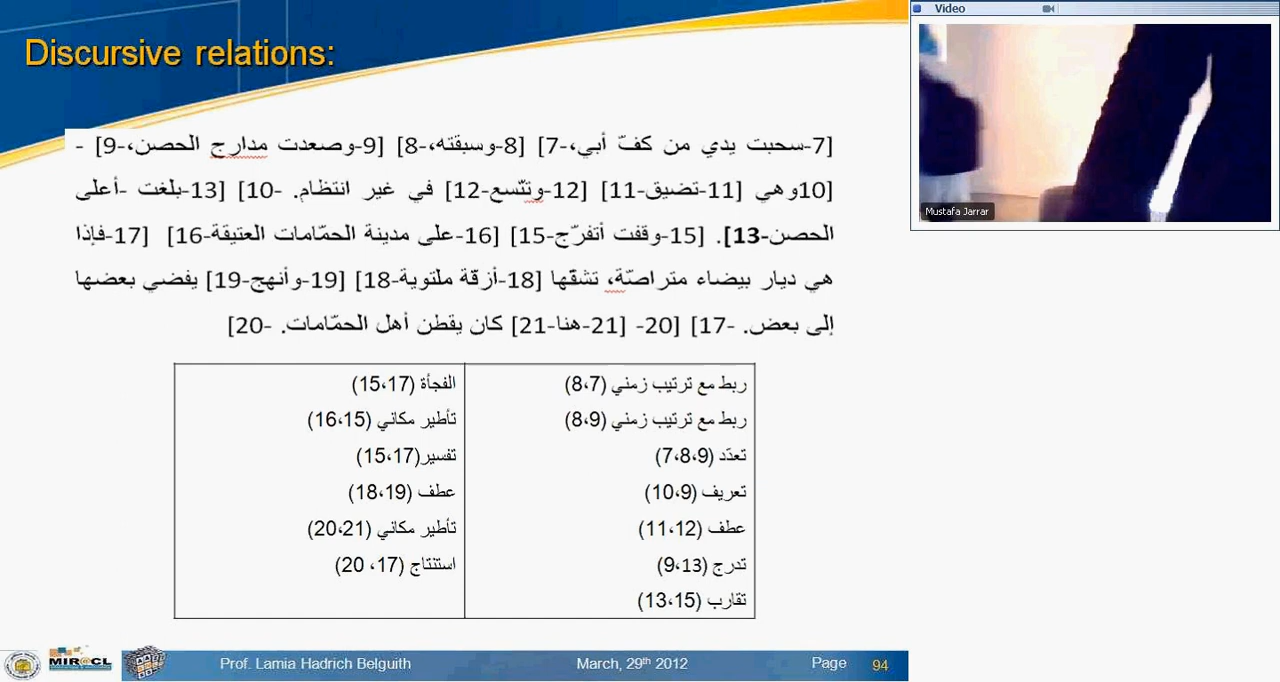 Discursive relations:
[7-سحبت يدي من كفّ أبي،-7] [8-وسبقته،-8] [9-وصعدت مدارج الحصن،-9] -
[10وهي [11-تضيق-11] [12-وتتّسع-12] في غير انتظام. -10] [13-بلغت -أعلى
الحصن-13]. [15-وقفت أتفرّج-15] [16-على مدينة الحمّامات العتيقة-16] [17-فإذا
هي ديار بيضاء متراصّة، تشقّها [18-أزقّة ملتوية-18] [19-وأنهج-19] يفضي بعضها
إلى بعض. -17] [20- [21-هنا-21] كان يقطن أهل الحمّامات. -20]
ربط مع ترتيب زمني (8،7)
ربط مع ترتيب زمني (8،9)
تعدّد (7،8،9)
تعريف (10،9)
عطف (11،12)
تدرج (9،13)
تقارب (13،15)
الفجأة (15،17)
تأطير مكاني (16،15)
تفسير(15،17)
عطف (18،19)
تأطير مكاني (20،21)
استنتاج (17، 20)
MIR@CL
Prof. Lamia Hadrich Belguith
March, 29th 2012
Page 94
Video
Mustafa Jarrar